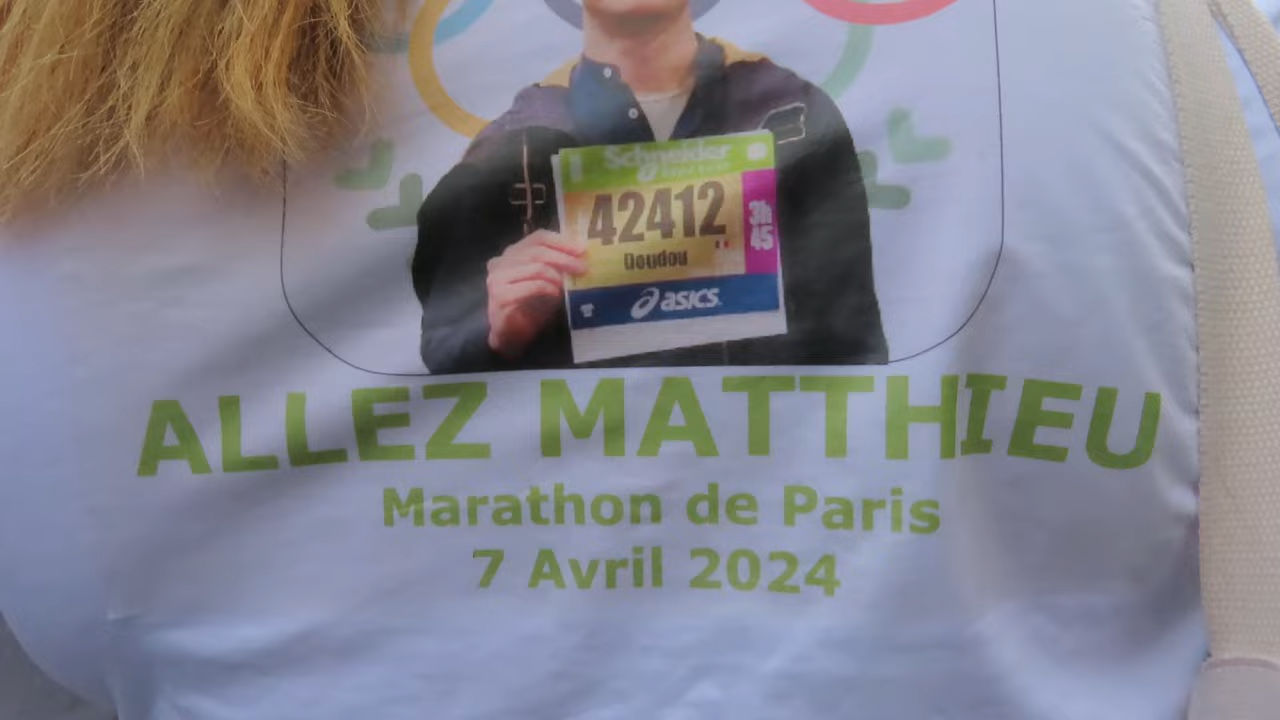 Schneider
42412
3h
45
Doudou
asics
ALLEZ MATTHIEU
Marathon de Paris
7 Avril 2024